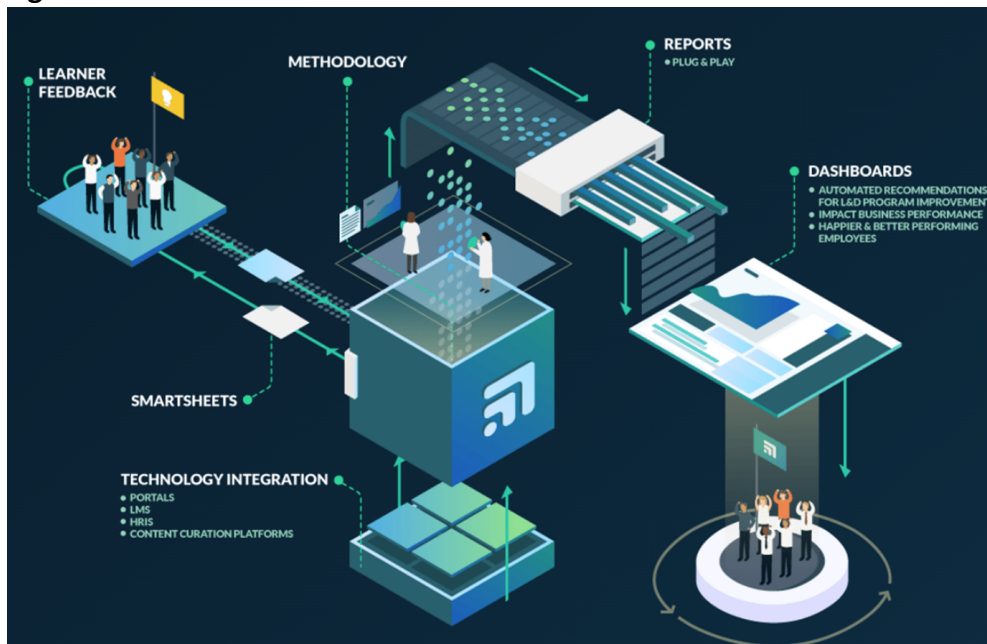 LEARNER
FEEDBACK
METHODOLOGY
REPORTS
• PLUG & PLAY
DASHBOARDS
• AUTOMATED RECOMMENDATIONS
FOR L&D PROGRAM IMPROVEMENT
• IMPACT BUSINESS PERFORMANCE
• HAPPIER & BETTER PERFORMING
EMPLOYEES
SMARTSHEETS
TECHNOLOGY INTEGRATION
• PORTALS
• LMS
• HRIS
• CONTENT CURATION PLATFORMS